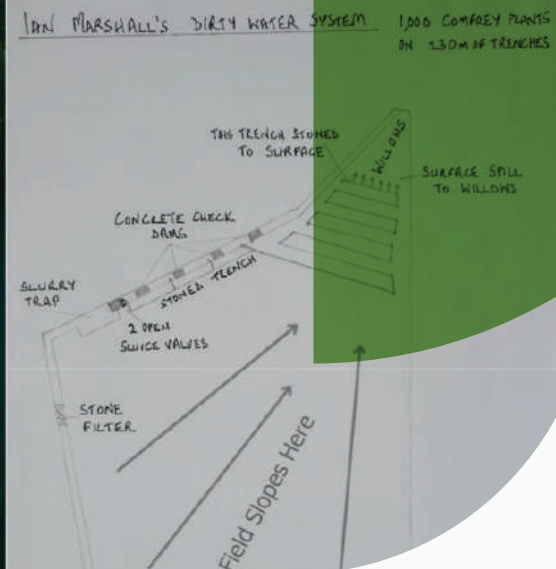 IAN MARSHALL'S DIRTY WATER SYSTEM
1,000 COMFREY PLANTS
ON 230M OF TRENCHES
THIS TRENCH STONED
TO SURFACE
WILLOWS
SURFACE SPILL
TO WILLOWS
CONCRETE CHECK
DAMS
STONED TRENCH
SLURRY
TRAP
2 OPEN
SLUICE VALVES
STONE
FILTER
Field Slopes Here